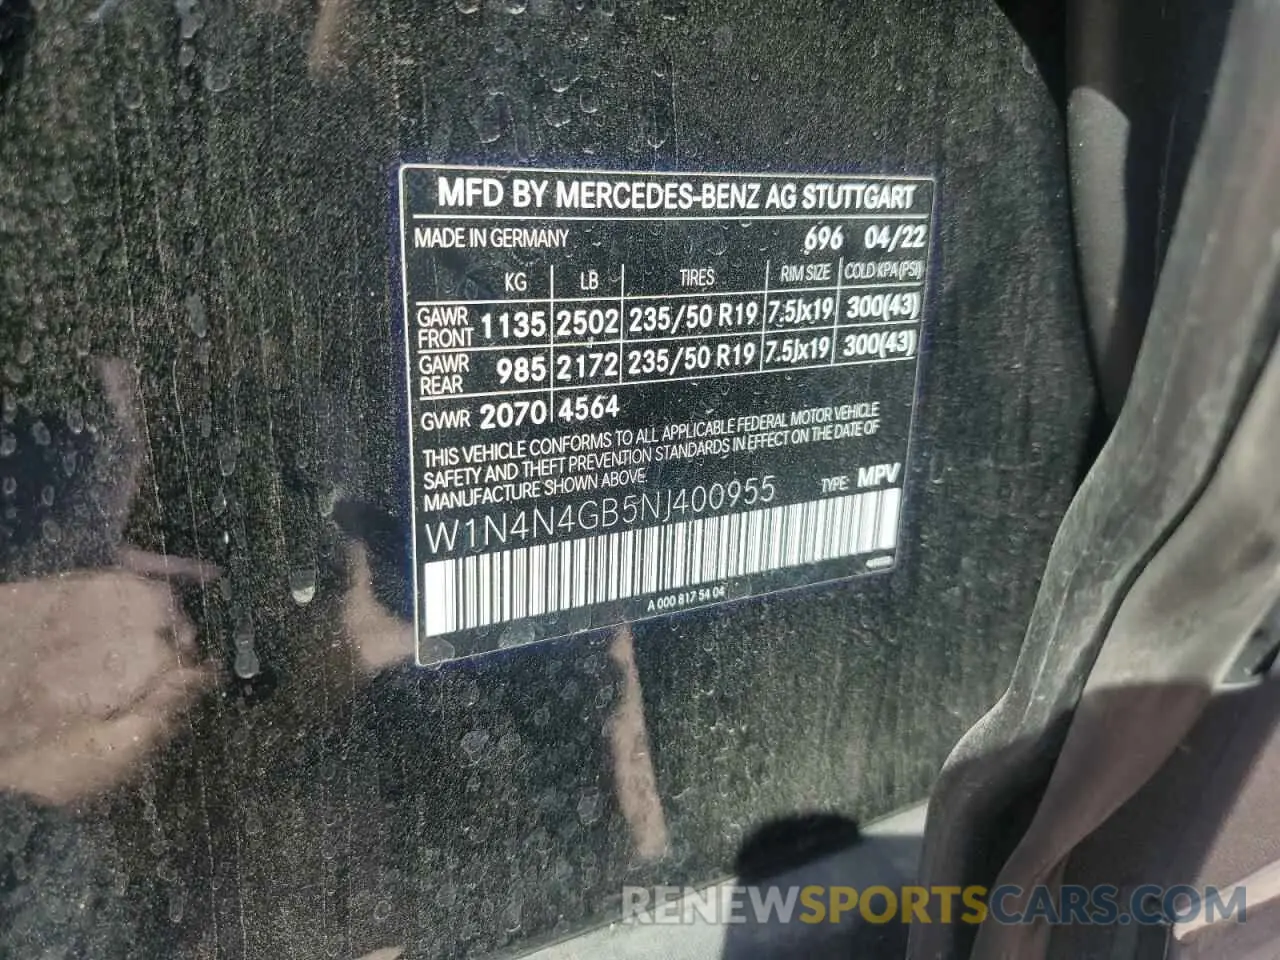 MFD BY MERCEDES-BENZ AG STUTTGART
MADE IN GERMANY 696 04/22
KG LB TIRES RIM SIZE COLD KPA (PSI)
GAWR FRONT 1135 2502 235/50 R19 7.5Jx19 300(43)
GAWR REAR 985 2172 235/50 R19 7.5Jx19 300(43)
GVWR 2070 4564
THIS VEHICLE CONFORMS TO ALL APPLICABLE FEDERAL MOTOR VEHICLE
SAFETY AND THEFT PREVENTION STANDARDS IN EFFECT ON THE DATE OF
MANUFACTURE SHOWN ABOVE.
W1N4N4GB5NJ400955 TYPE: MPV
A 000 817 54 04
RENEWSPORTSCARS.COM